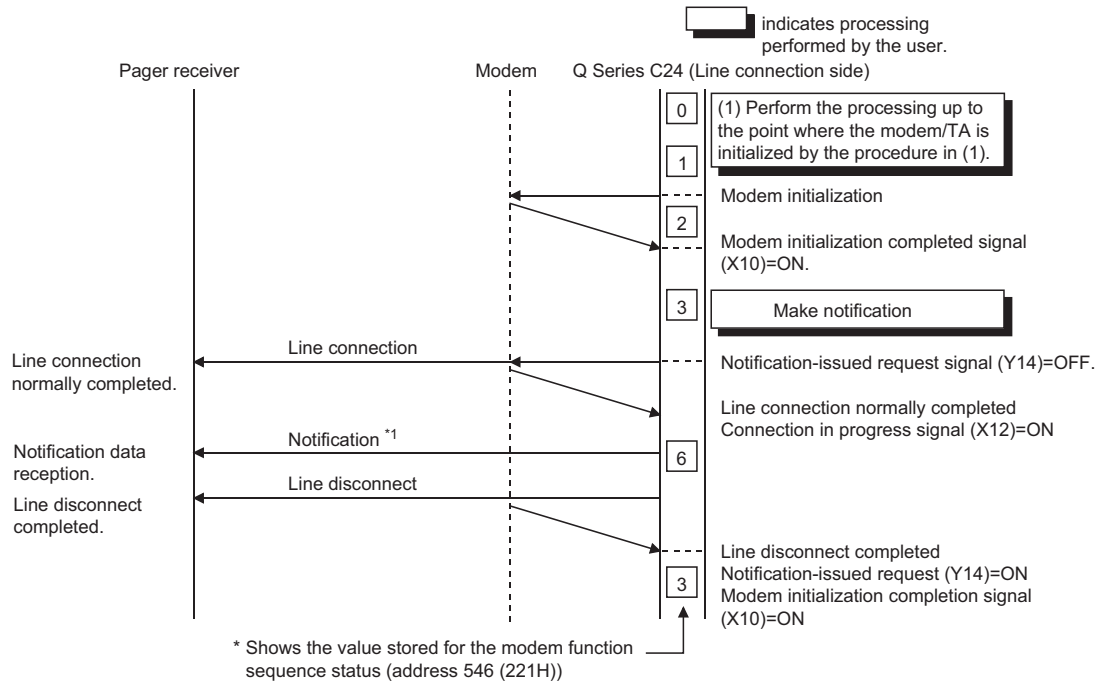 indicates processing
performed by the user.
Pager receiver
Modem
Q Series C24 (Line connection side)
0
(1) Perform the processing up to
the point where the modem/TA is
initialized by the procedure in (1).
1
Modem initialization
2
Modem initialization completed signal
(X10)=ON.
3
Make notification
Line connection
normally completed.
Line connection
Notification-issued request signal (Y14)=OFF.
Line connection normally completed
Connection in progress signal (X12)=ON
Notification data
reception.
Notification *1
6
Line disconnect
completed.
Line disconnect
Line disconnect completed
Notification-issued request (Y14)=ON
Modem initialization completion signal
(X10)=ON
3
* Shows the value stored for the modem function
sequence status (address 546 (221H))